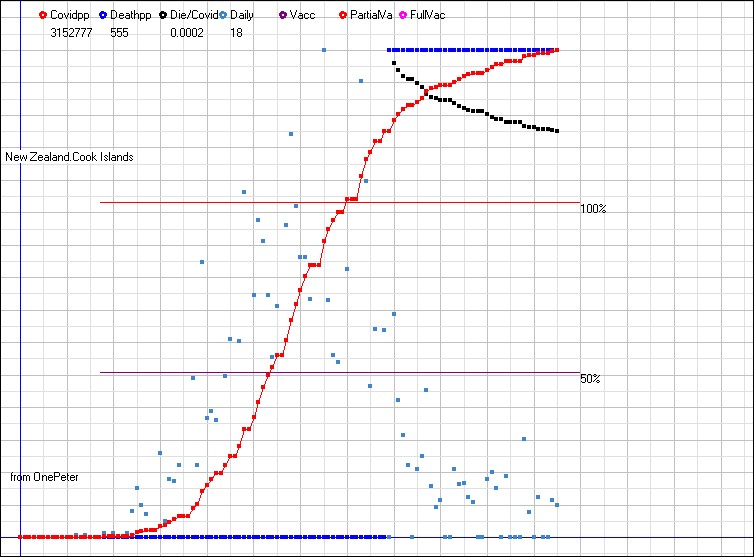 Covidpp Deathpp Die/Covid Daily Vacc PartialVa FullVac
3152777 555 0.0002 18
New Zealand.Cook Islands
100%
50%
from OnePeter